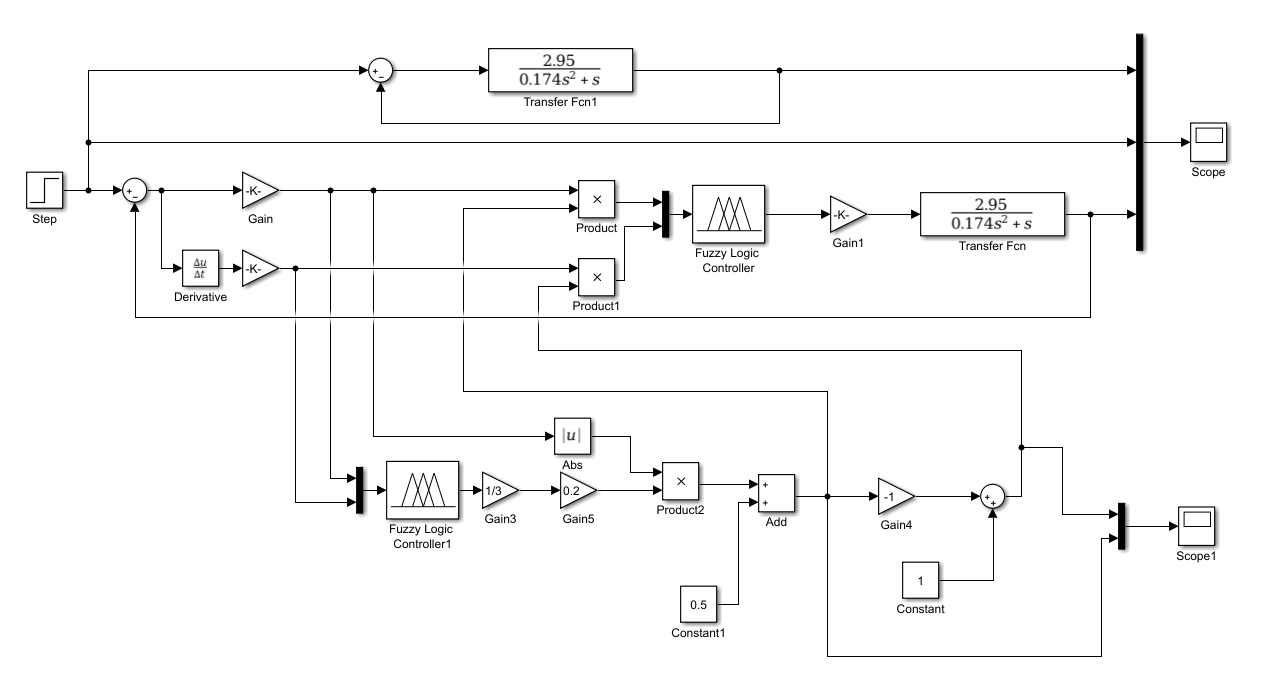 2.95
0.174s² + s
Transfer Fcn1
+
−
Scope
Step
+
−
-K-
Gain
×
Product
Fuzzy Logic
Controller
-K-
Gain1
2.95
0.174s² + s
Transfer Fcn
Δu
Δt
Derivative
-K-
×
Product1
|u|
Abs
Fuzzy Logic
Controller1
1/3
Gain3
0.2
Gain5
×
Product2
+
+
Add
-1
Gain4
+
+
Scope1
1
Constant
0.5
Constant1